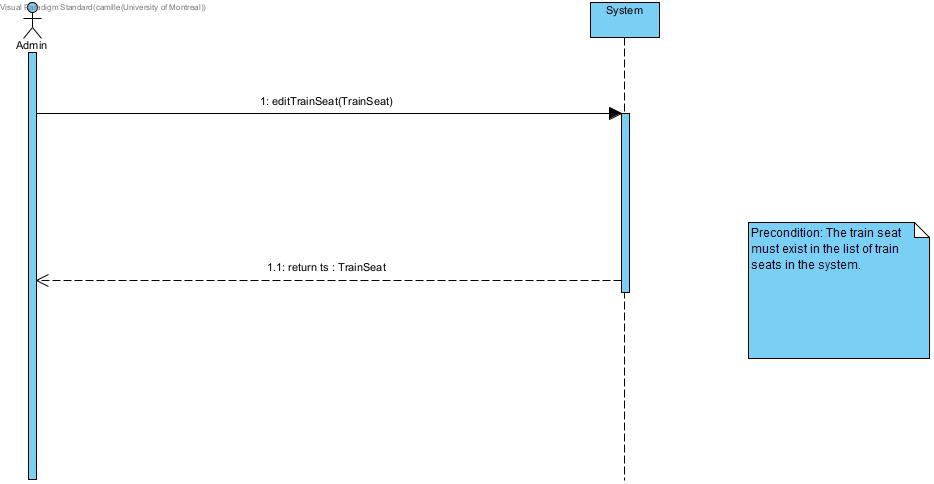 Visual Paradigm Standard(camille(University of Montreal))
System
Admin
1: editTrainSeat(TrainSeat)
Precondition: The train seat
must exist in the list of train
seats in the system.
1.1: return ts : TrainSeat